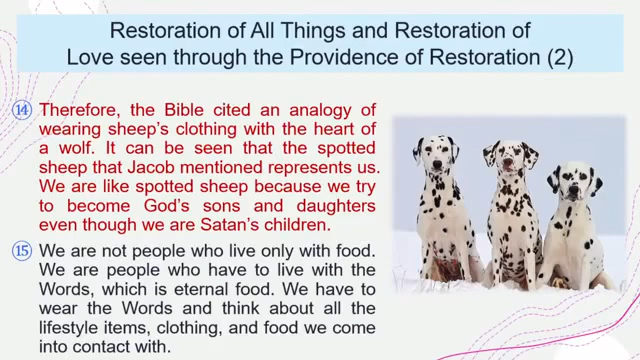 Restoration of All Things and Restoration of
Love seen through the Providence of Restoration (2)
⑭ Therefore, the Bible cited an analogy of
wearing sheep's clothing with the heart of
a wolf. It can be seen that the spotted
sheep that Jacob mentioned represents us.
We are like spotted sheep because we try
to become God's sons and daughters
even though we are Satan's children.
⑮ We are not people who live only with food.
We are people who have to live with the
Words, which is eternal food. We have to
wear the Words and think about all the
lifestyle items, clothing, and food we come
into contact with.